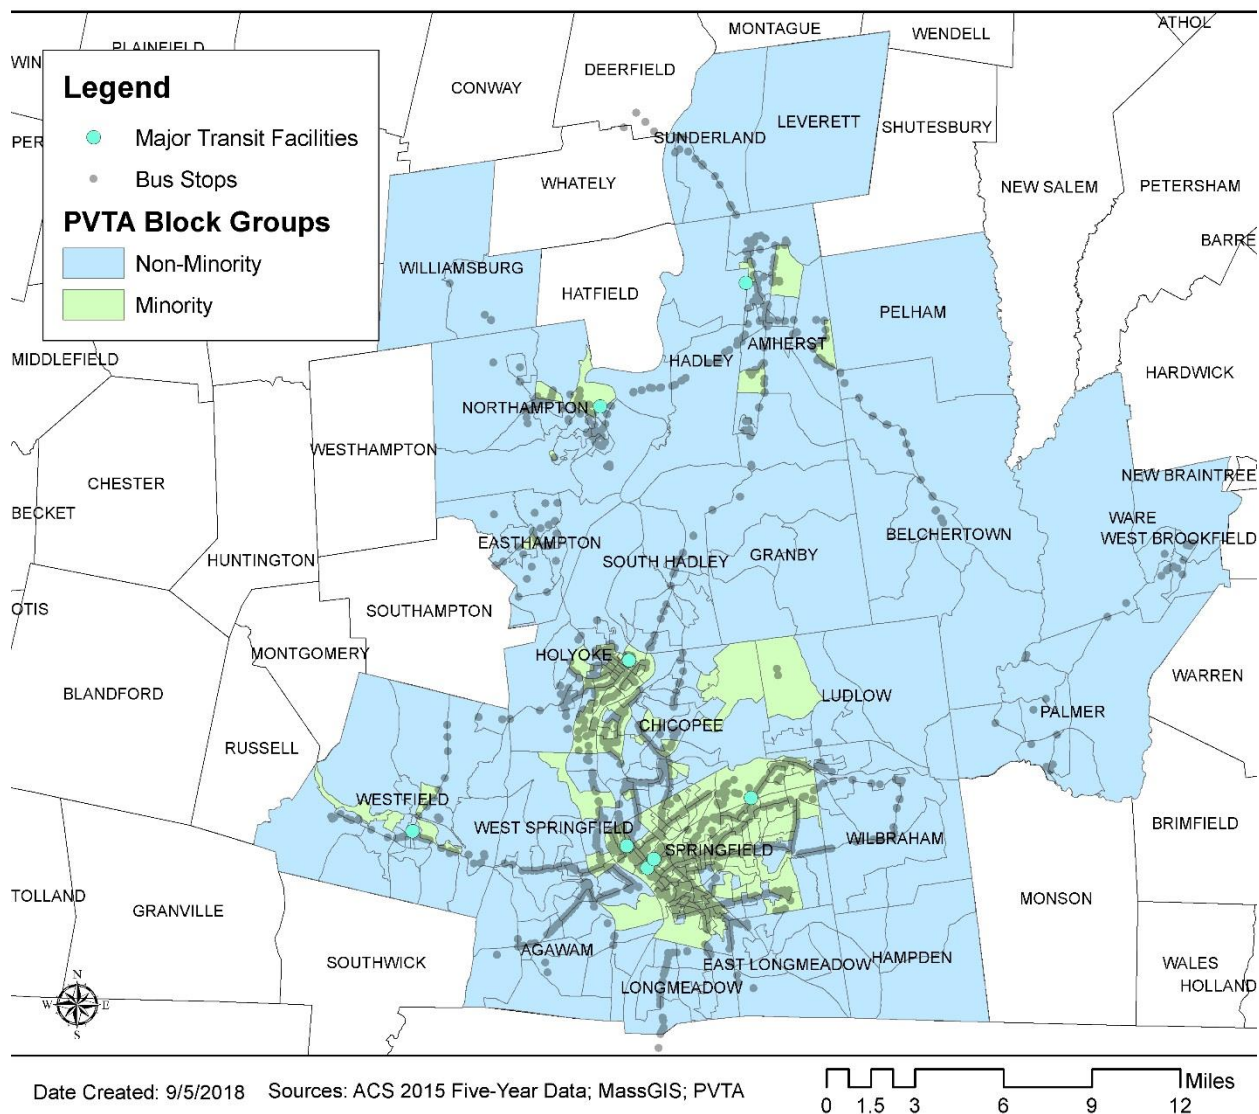 ATHOL
MONTAGUE
WENDELL
PLAINFIELD
WIN
DEERFIELD
CONWAY
Legend
Major Transit Facilities
Bus Stops
PVTA Block Groups
Non-Minority
Minority
LEVERETT
SHUTESBURY
SUNDERLAND
PER
WHATELY
NEW SALEM
PETERSHAM
BARRE
WILLIAMSBURG
HATFIELD
PELHAM
AMHERST
MIDDLEFIELD
HADLEY
HARDWICK
NORTHAMPTON
WESTHAMPTON
CHESTER
NEW BRAINTREE
BECKET
WARE
BELCHERTOWN
WEST BROOKFIELD
EASTHAMPTON
SOUTH HADLEY
GRANBY
HUNTINGTON
OTIS
SOUTHAMPTON
MONTGOMERY
HOLYOKE
WARREN
BLANDFORD
LUDLOW
PALMER
CHICOPEE
RUSSELL
WESTFIELD
WEST SPRINGFIELD
BRIMFIELD
WILBRAHAM
SPRINGFIELD
TOLLAND
MONSON
GRANVILLE
AGAWAM
HAMPDEN
SOUTHWICK
EAST LONGMEADOW
WALES
LONGMEADOW
HOLLAND
N
W E
S
Date Created: 9/5/2018 Sources: ACS 2015 Five-Year Data; MassGIS; PVTA
Miles
0 1.5 3 6 9 12